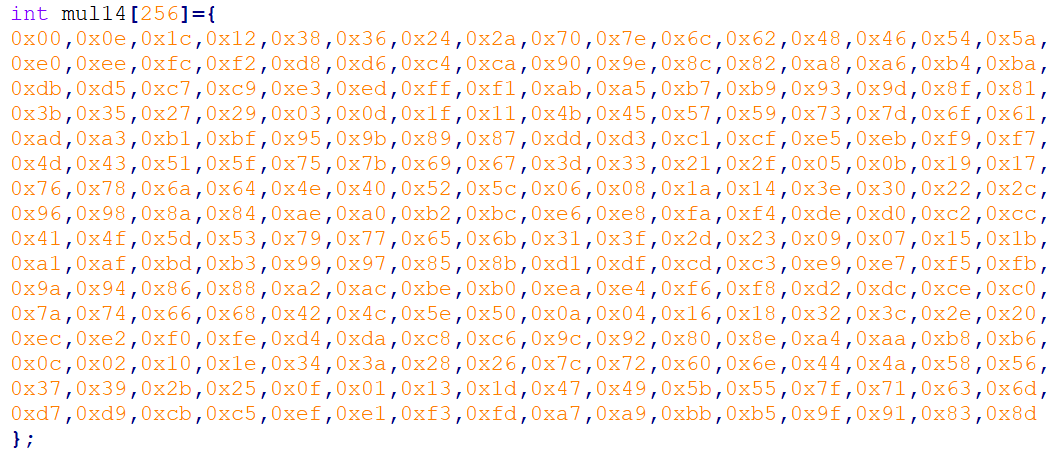 int mul14[256]={
0x00,0x0e,0x1c,0x12,0x38,0x36,0x24,0x2a,0x70,0x7e,0x6c,0x62,0x48,0x46,0x54,0x5a,
0xe0,0xee,0xfc,0xf2,0xd8,0xd6,0xc4,0xca,0x90,0x9e,0x8c,0x82,0xa8,0xa6,0xb4,0xba,
0xdb,0xd5,0xc7,0xc9,0xe3,0xed,0xff,0xf1,0xab,0xa5,0xb7,0xb9,0x93,0x9d,0x8f,0x81,
0x3b,0x35,0x27,0x29,0x03,0x0d,0x1f,0x11,0x4b,0x45,0x57,0x59,0x73,0x7d,0x6f,0x61,
0xad,0xa3,0xb1,0xbf,0x95,0x9b,0x89,0x87,0xdd,0xd3,0xc1,0xcf,0xe5,0xeb,0xf9,0xf7,
0x4d,0x43,0x51,0x5f,0x75,0x7b,0x69,0x67,0x3d,0x33,0x21,0x2f,0x05,0x0b,0x19,0x17,
0x76,0x78,0x6a,0x64,0x4e,0x40,0x52,0x5c,0x06,0x08,0x1a,0x14,0x3e,0x30,0x22,0x2c,
0x96,0x98,0x8a,0x84,0xae,0xa0,0xb2,0xbc,0xe6,0xe8,0xfa,0xf4,0xde,0xd0,0xc2,0xcc,
0x41,0x4f,0x5d,0x53,0x79,0x77,0x65,0x6b,0x31,0x3f,0x2d,0x23,0x09,0x07,0x15,0x1b,
0xa1,0xaf,0xbd,0xb3,0x99,0x97,0x85,0x8b,0xd1,0xdf,0xcd,0xc3,0xe9,0xe7,0xf5,0xfb,
0x9a,0x94,0x86,0x88,0xa2,0xac,0xbe,0xb0,0xea,0xe4,0xf6,0xf8,0xd2,0xdc,0xce,0xc0,
0x7a,0x74,0x66,0x68,0x42,0x4c,0x5e,0x50,0x0a,0x04,0x16,0x18,0x32,0x3c,0x2e,0x20,
0xec,0xe2,0xf0,0xfe,0xd4,0xda,0xc8,0xc6,0x9c,0x92,0x80,0x8e,0xa4,0xaa,0xb8,0xb6,
0x0c,0x02,0x10,0x1e,0x34,0x3a,0x28,0x26,0x7c,0x72,0x60,0x6e,0x44,0x4a,0x58,0x56,
0x37,0x39,0x2b,0x25,0x0f,0x01,0x13,0x1d,0x47,0x49,0x5b,0x55,0x7f,0x71,0x63,0x6d,
0xd7,0xd9,0xcb,0xc5,0xef,0xe1,0xf3,0xfd,0xa7,0xa9,0xbb,0xb5,0x9f,0x91,0x83,0x8d
};